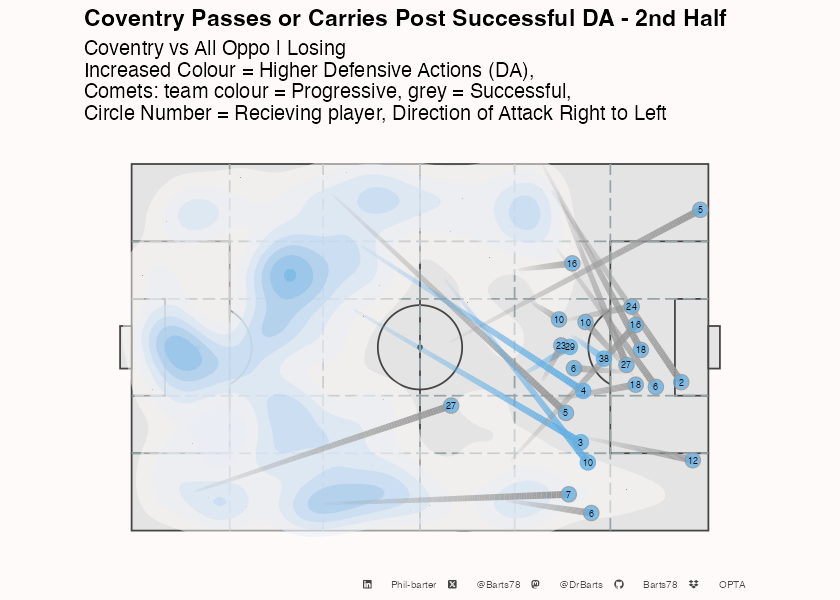 Coventry Passes or Carries Post Successful DA - 2nd Half
Coventry vs All Oppo | Losing
Increased Colour = Higher Defensive Actions (DA),
Comets: team colour = Progressive, grey = Successful,
Circle Number = Recieving player, Direction of Attack Right to Left
5
16
24
10 10 16
23 29 18
38
6 27
4 18 6 2
27 5
3
10 12
7
6
Phil-barter @Barts78 @DrBarts Barts78 OPTA